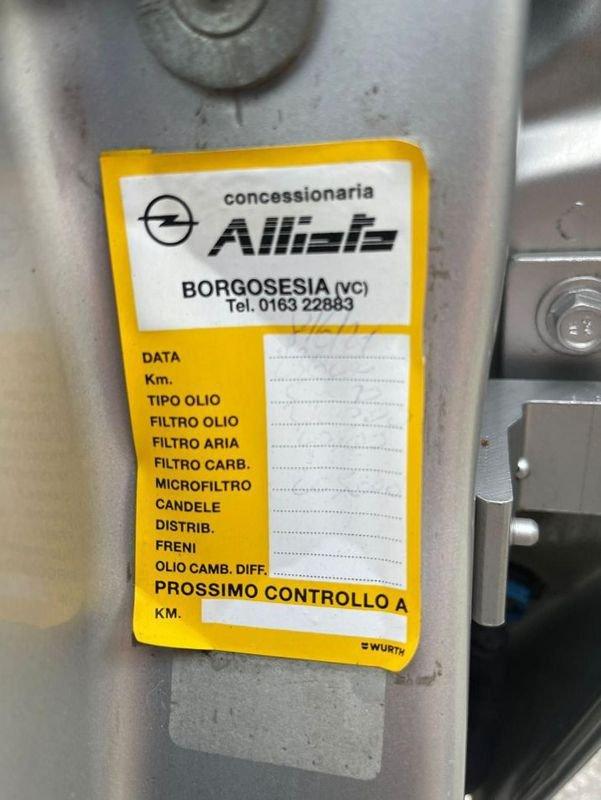 concessionaria
Alliata
BORGOSESIA (VC)
Tel. 0163 22883
DATA
Km.
TIPO OLIO
FILTRO OLIO
FILTRO ARIA
FILTRO CARB.
MICROFILTRO
CANDELE
DISTRIB.
FRENI
OLIO CAMB. DIFF.
PROSSIMO CONTROLLO A
KM.
WURTH